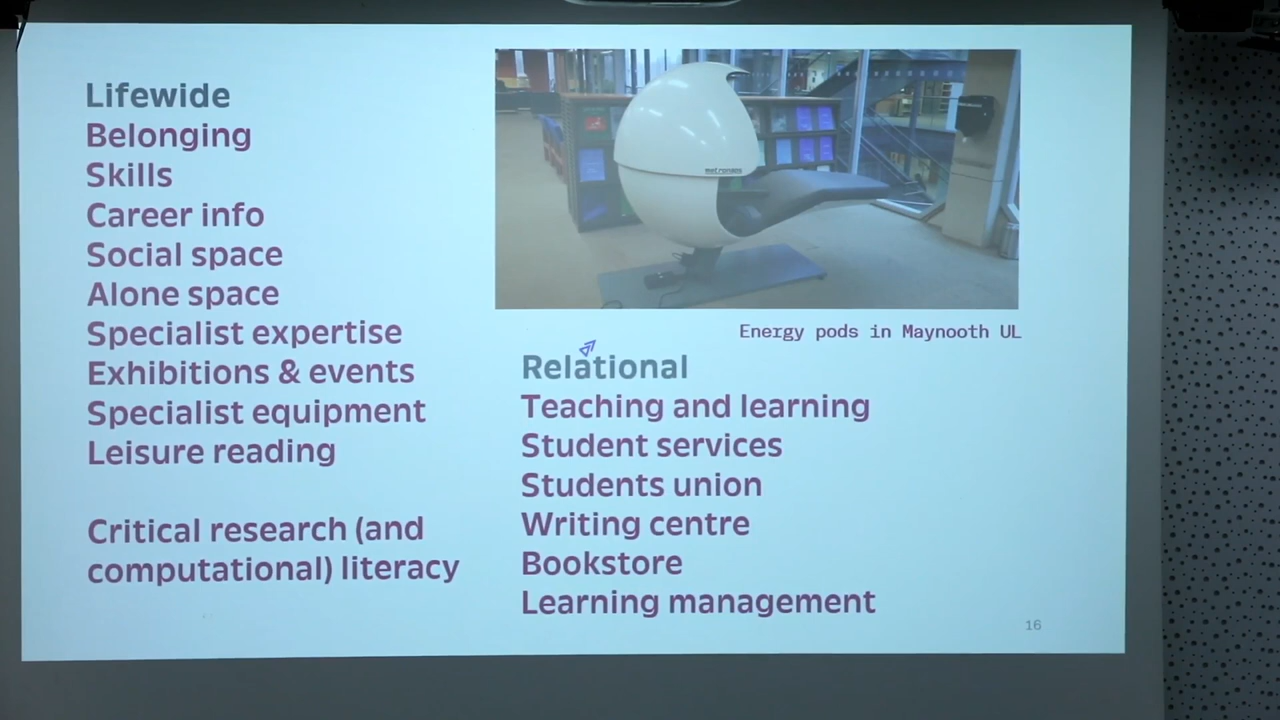 Lifewide
Belonging
Skills
Career info
Social space
Alone space
Specialist expertise
Exhibitions & events
Specialist equipment
Leisure reading
Critical research (and
computational) literacy
metronaps
Energy pods in Maynooth UL
Relational
Teaching and learning
Student services
Students union
Writing centre
Bookstore
Learning management
16